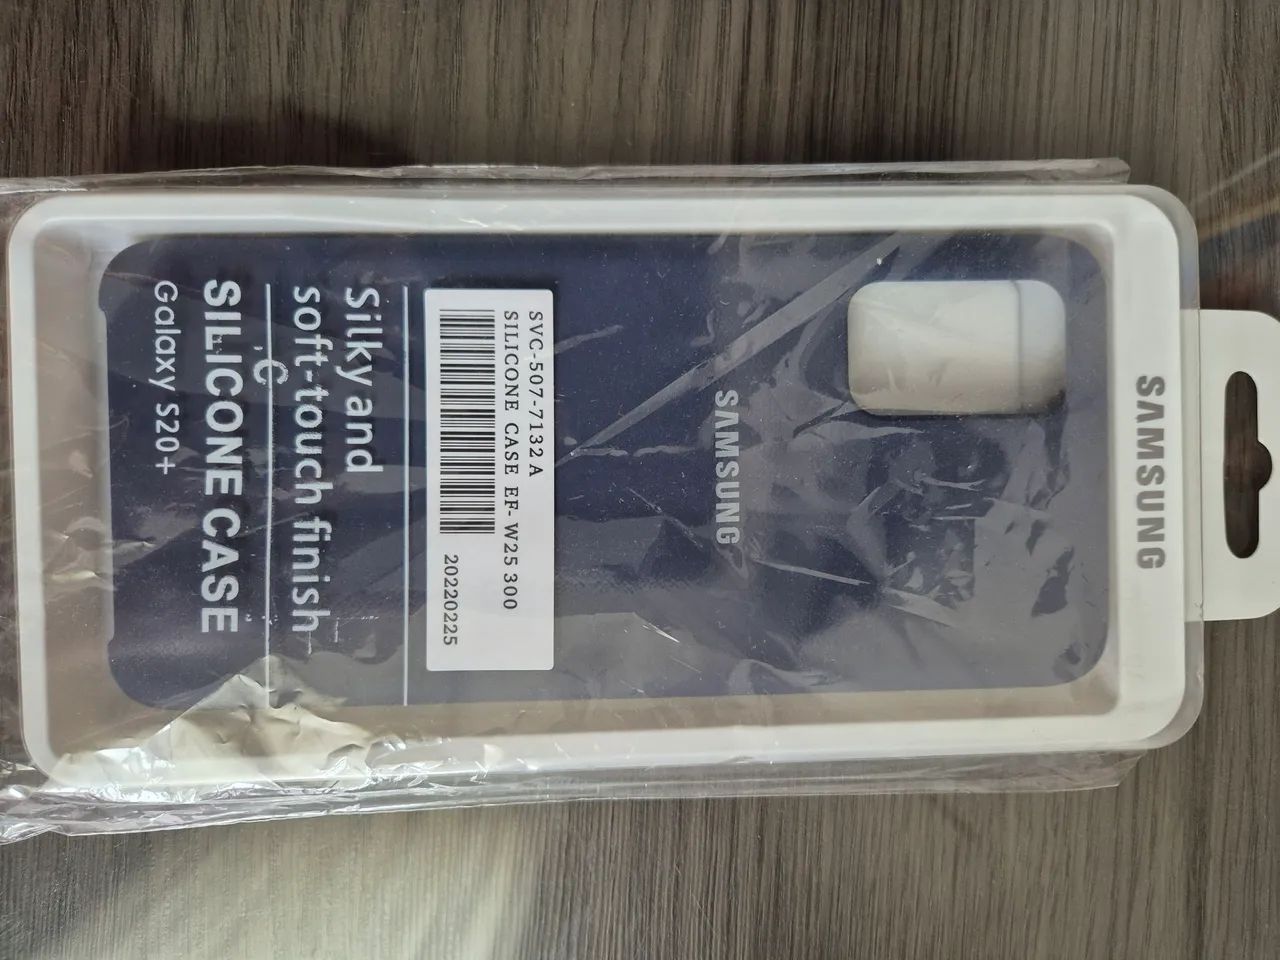 SAMSUNG
SAMSUNG
SVC-507-7132 A
SILICONE CASE EF- W25 300
20220225
Silky and
soft-touch finish
SILICONE CASE
Galaxy S20+